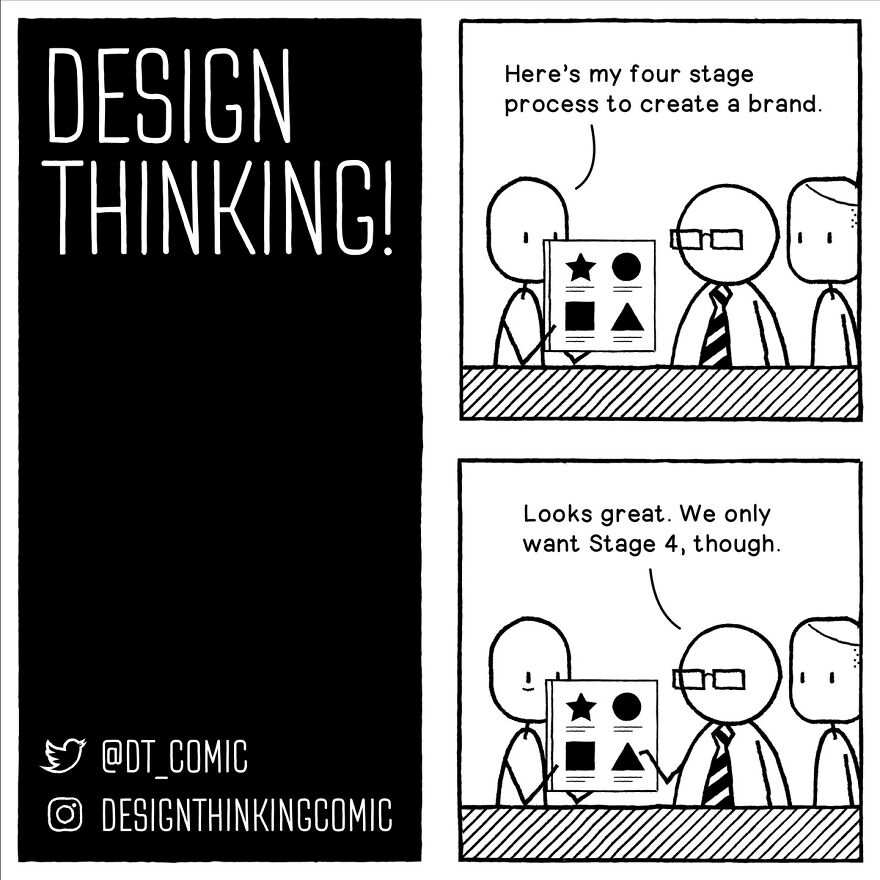 DESIGN
THINKING!
@DT_COMIC
DESIGNTHINKINGCOMIC
Here's my four stage
process to create a brand.
Looks great. We only
want Stage 4, though.